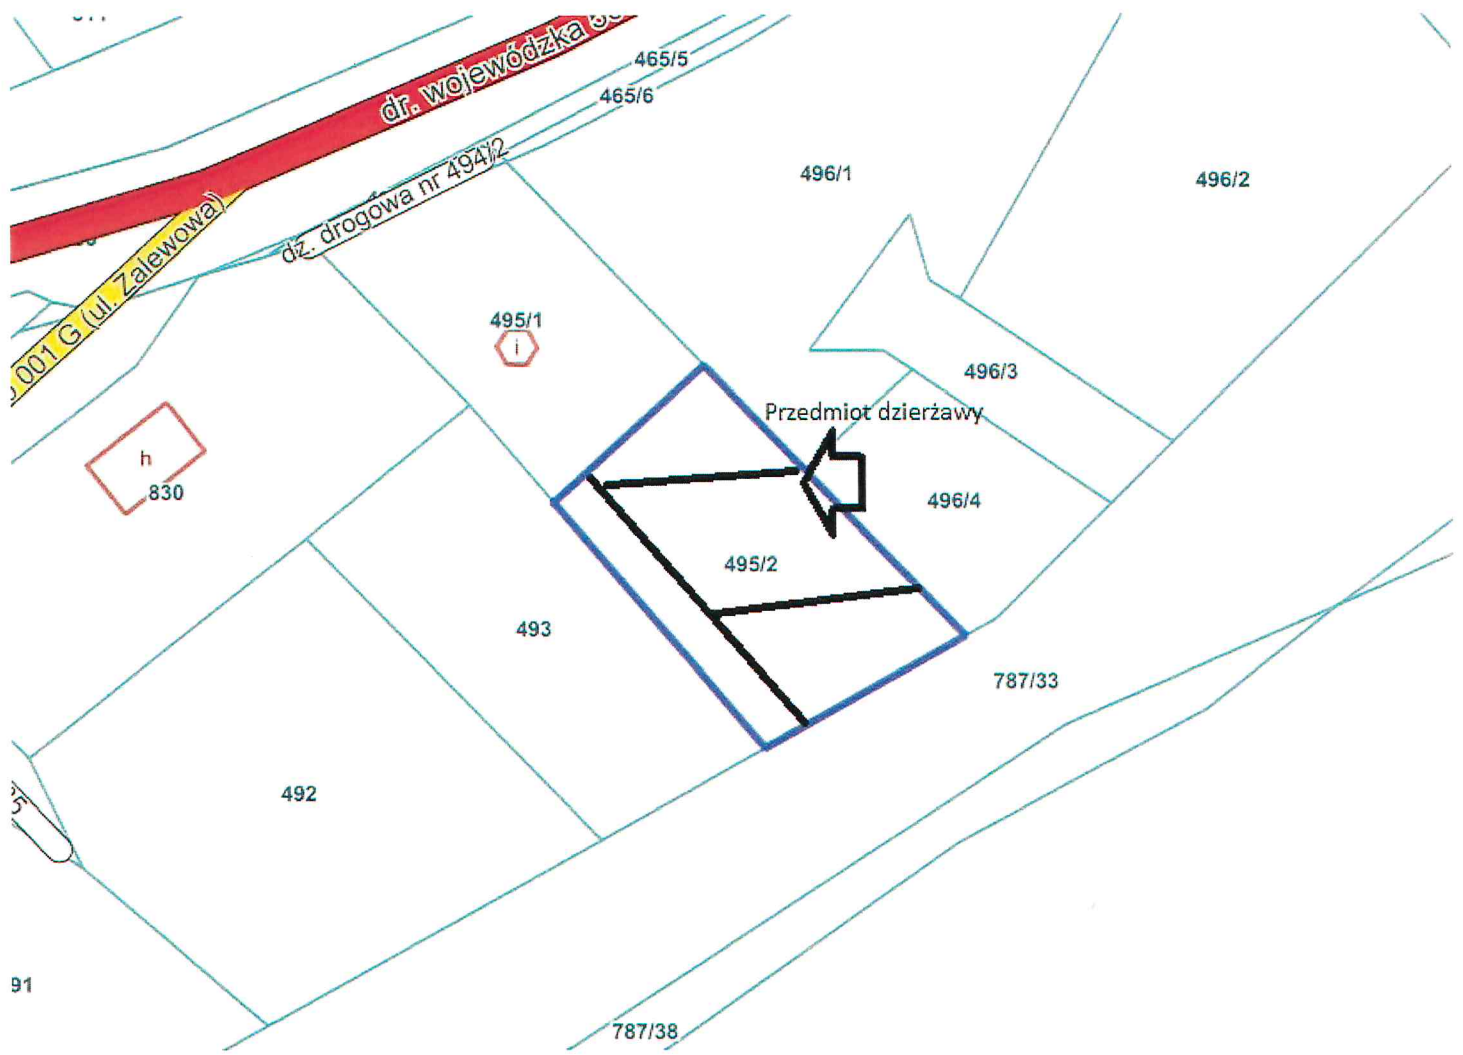 dr. wojewódzka
465/5
465/6
dz. drogowa nr 494/2
496/1
496/2
001 G (ul. Zalewowa)
495/1
i
496/3
Przedmiot dzierżawy
h
830
496/4
495/2
493
787/33
492
91
787/38